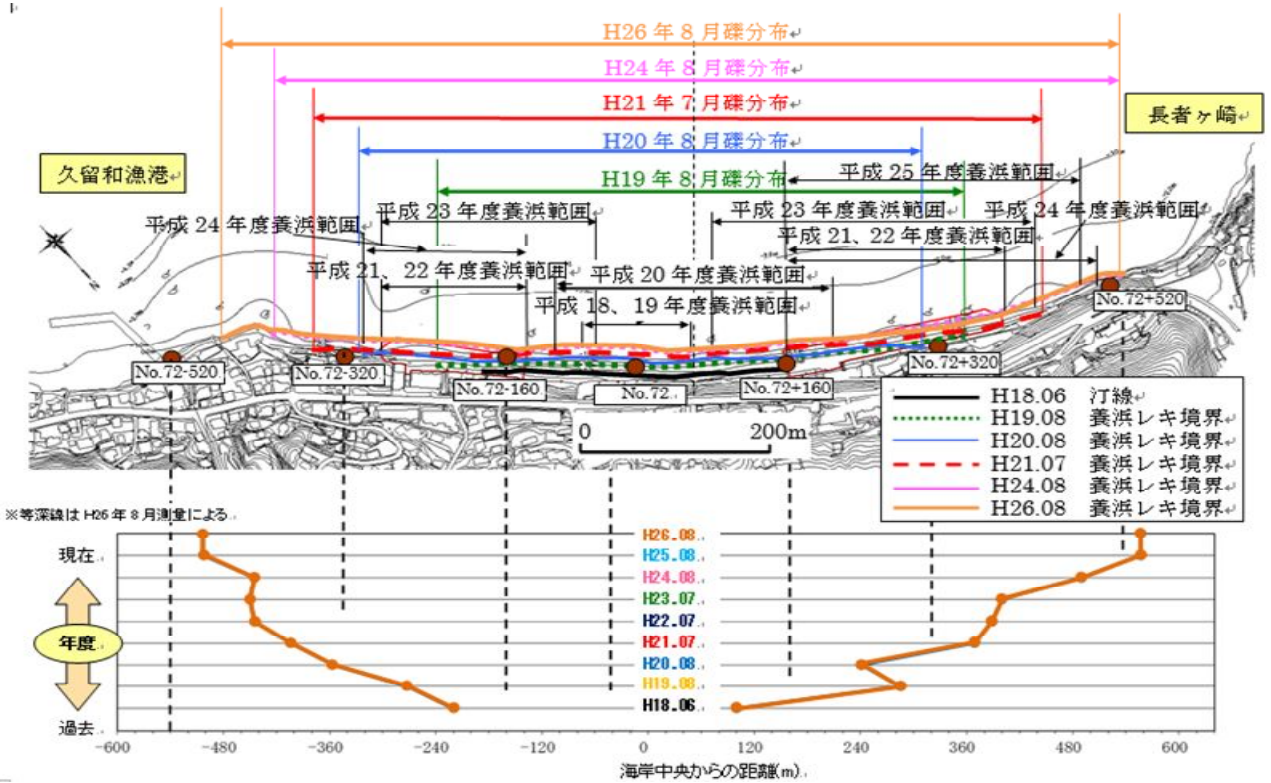 H26年8月礫分布
H24年8月礫分布
H21年7月礫分布
長者ヶ崎
H20年8月礫分布
久留和漁港
平成25年度養浜範囲
H19年8月礫分布
平成24年度養浜範囲
平成23年度養浜範囲
平成23年度養浜範囲
平成24年度養浜範囲
平成21、22年度養浜範囲
平成21、22年度養浜範囲
平成20年度養浜範囲
平成18、19年度養浜範囲
No.72+520
No.72-520
No.72-320
No.72-160
No.72
No.72+160
No.72+320
0 200m
H18.06 汀線
H19.08 養浜レキ境界
H20.08 養浜レキ境界
H21.07 養浜レキ境界
H24.08 養浜レキ境界
H26.08 養浜レキ境界
※等深線はH26年8月測量による
現在
年度
過去
H26.08
H25.08
H24.08
H23.07
H22.07
H21.07
H20.08
H19.08
H18.06
-600 -480 -360 -240 -120 0 120 240 360 480 600
海岸中央からの距離(m)